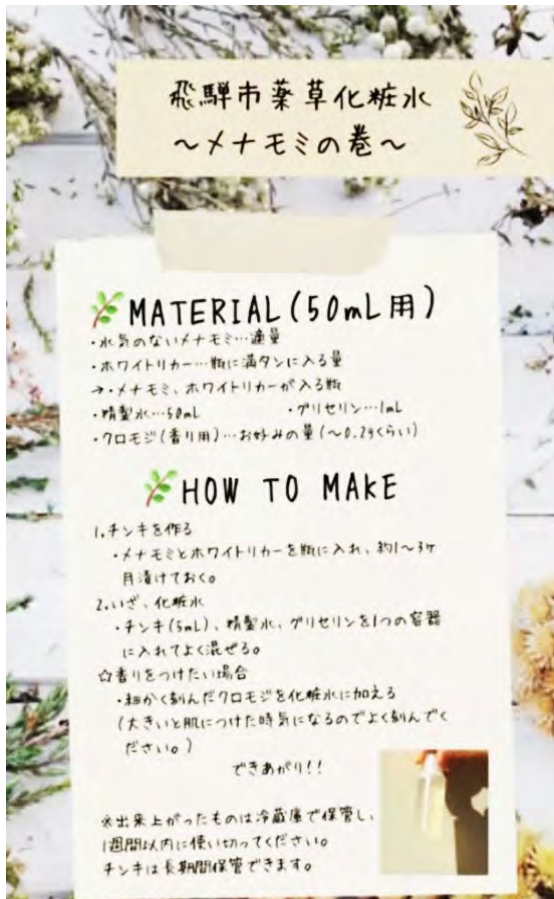 飛騨市薬草化粧水
～メナモミの巻～
MATERIAL(50mL用)
・水気のないメナモミ…適量
・ホワイトリカー…瓶に満タンに入る量
→・メナモミ、ホワイトリカーが入る瓶
・精製水…50mL ・グリセリン…1mL
・クロモジ(香り用)…お好みの量(～0.2gくらい)
HOW TO MAKE
1.チンキを作る
・メナモミとホワイトリカーを瓶に入れ、約1～3ヶ
月漬けておく。
2.いざ、化粧水
・チンキ(5mL)、精製水、グリセリンを1つの容器
に入れてよく混ぜる。
☆香りをつけたい場合
・細かく刻んだクロモジを化粧水に加える
(大きいと肌につけた時気になるのでよく刻んでく
ださい。)
できあがり!!
※出来上がったものは冷蔵庫で保管し、
1週間以内に使い切ってください。
チンキは長期間保管できます。